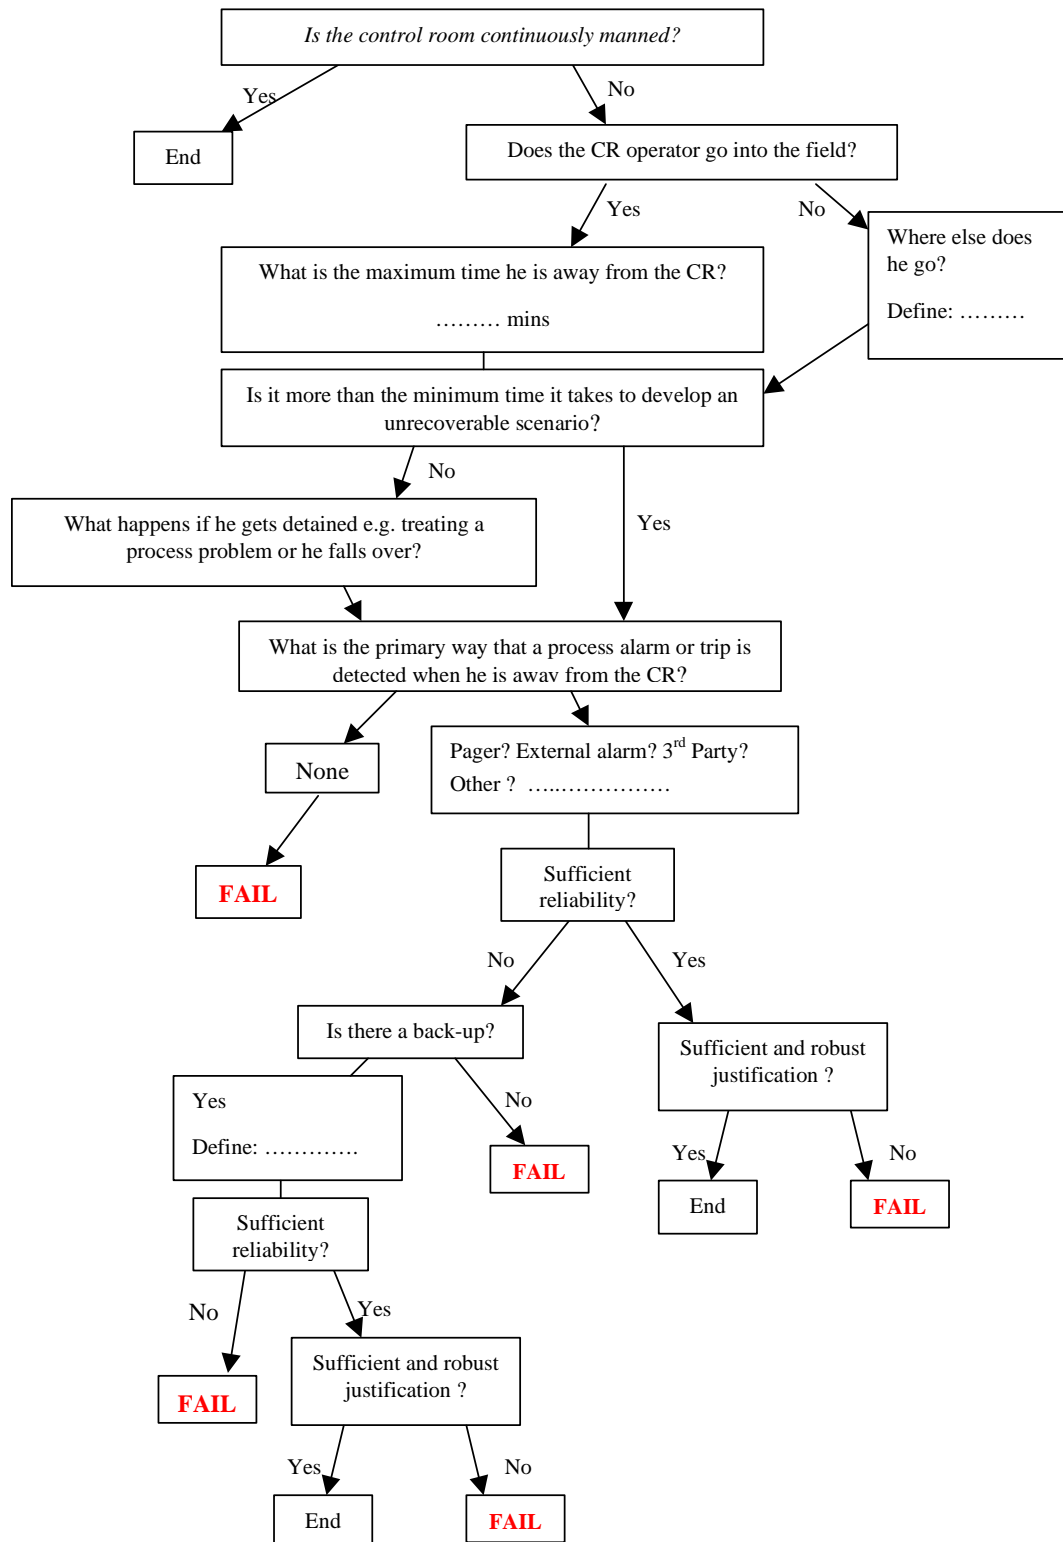 Is the control room continuously manned?
Yes
No
End
Does the CR operator go into the field?
Yes
No
Where else does
he go?
Define: ………
What is the maximum time he is away from the CR?
……… mins
Is it more than the minimum time it takes to develop an
unrecoverable scenario?
No
Yes
What happens if he gets detained e.g. treating a
process problem or he falls over?
What is the primary way that a process alarm or trip is
detected when he is away from the CR?
None
Pager? External alarm? 3rd Party?
Other ? …..……………
FAIL
Sufficient
reliability?
No
Yes
Is there a back-up?
Sufficient and robust
justification ?
Yes
Define: ………….
No
FAIL
Yes
No
End
FAIL
Sufficient
reliability?
No
Yes
FAIL
Sufficient and robust
justification ?
Yes
No
End
FAIL